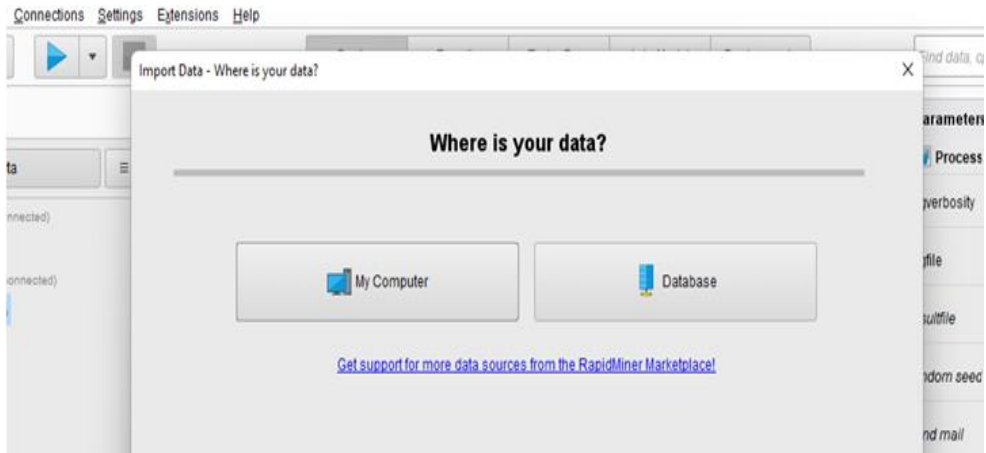 Connections Settings Extensions Help
Import Data - Where is your data?
X
Find data, op
Where is your data?
arameters
Process
ta
nnected)
verbosity
My Computer
Database
onnected)
gfile
sultfile
Get support for more data sources from the RapidMiner Marketplace!
ndom seed
nd mail